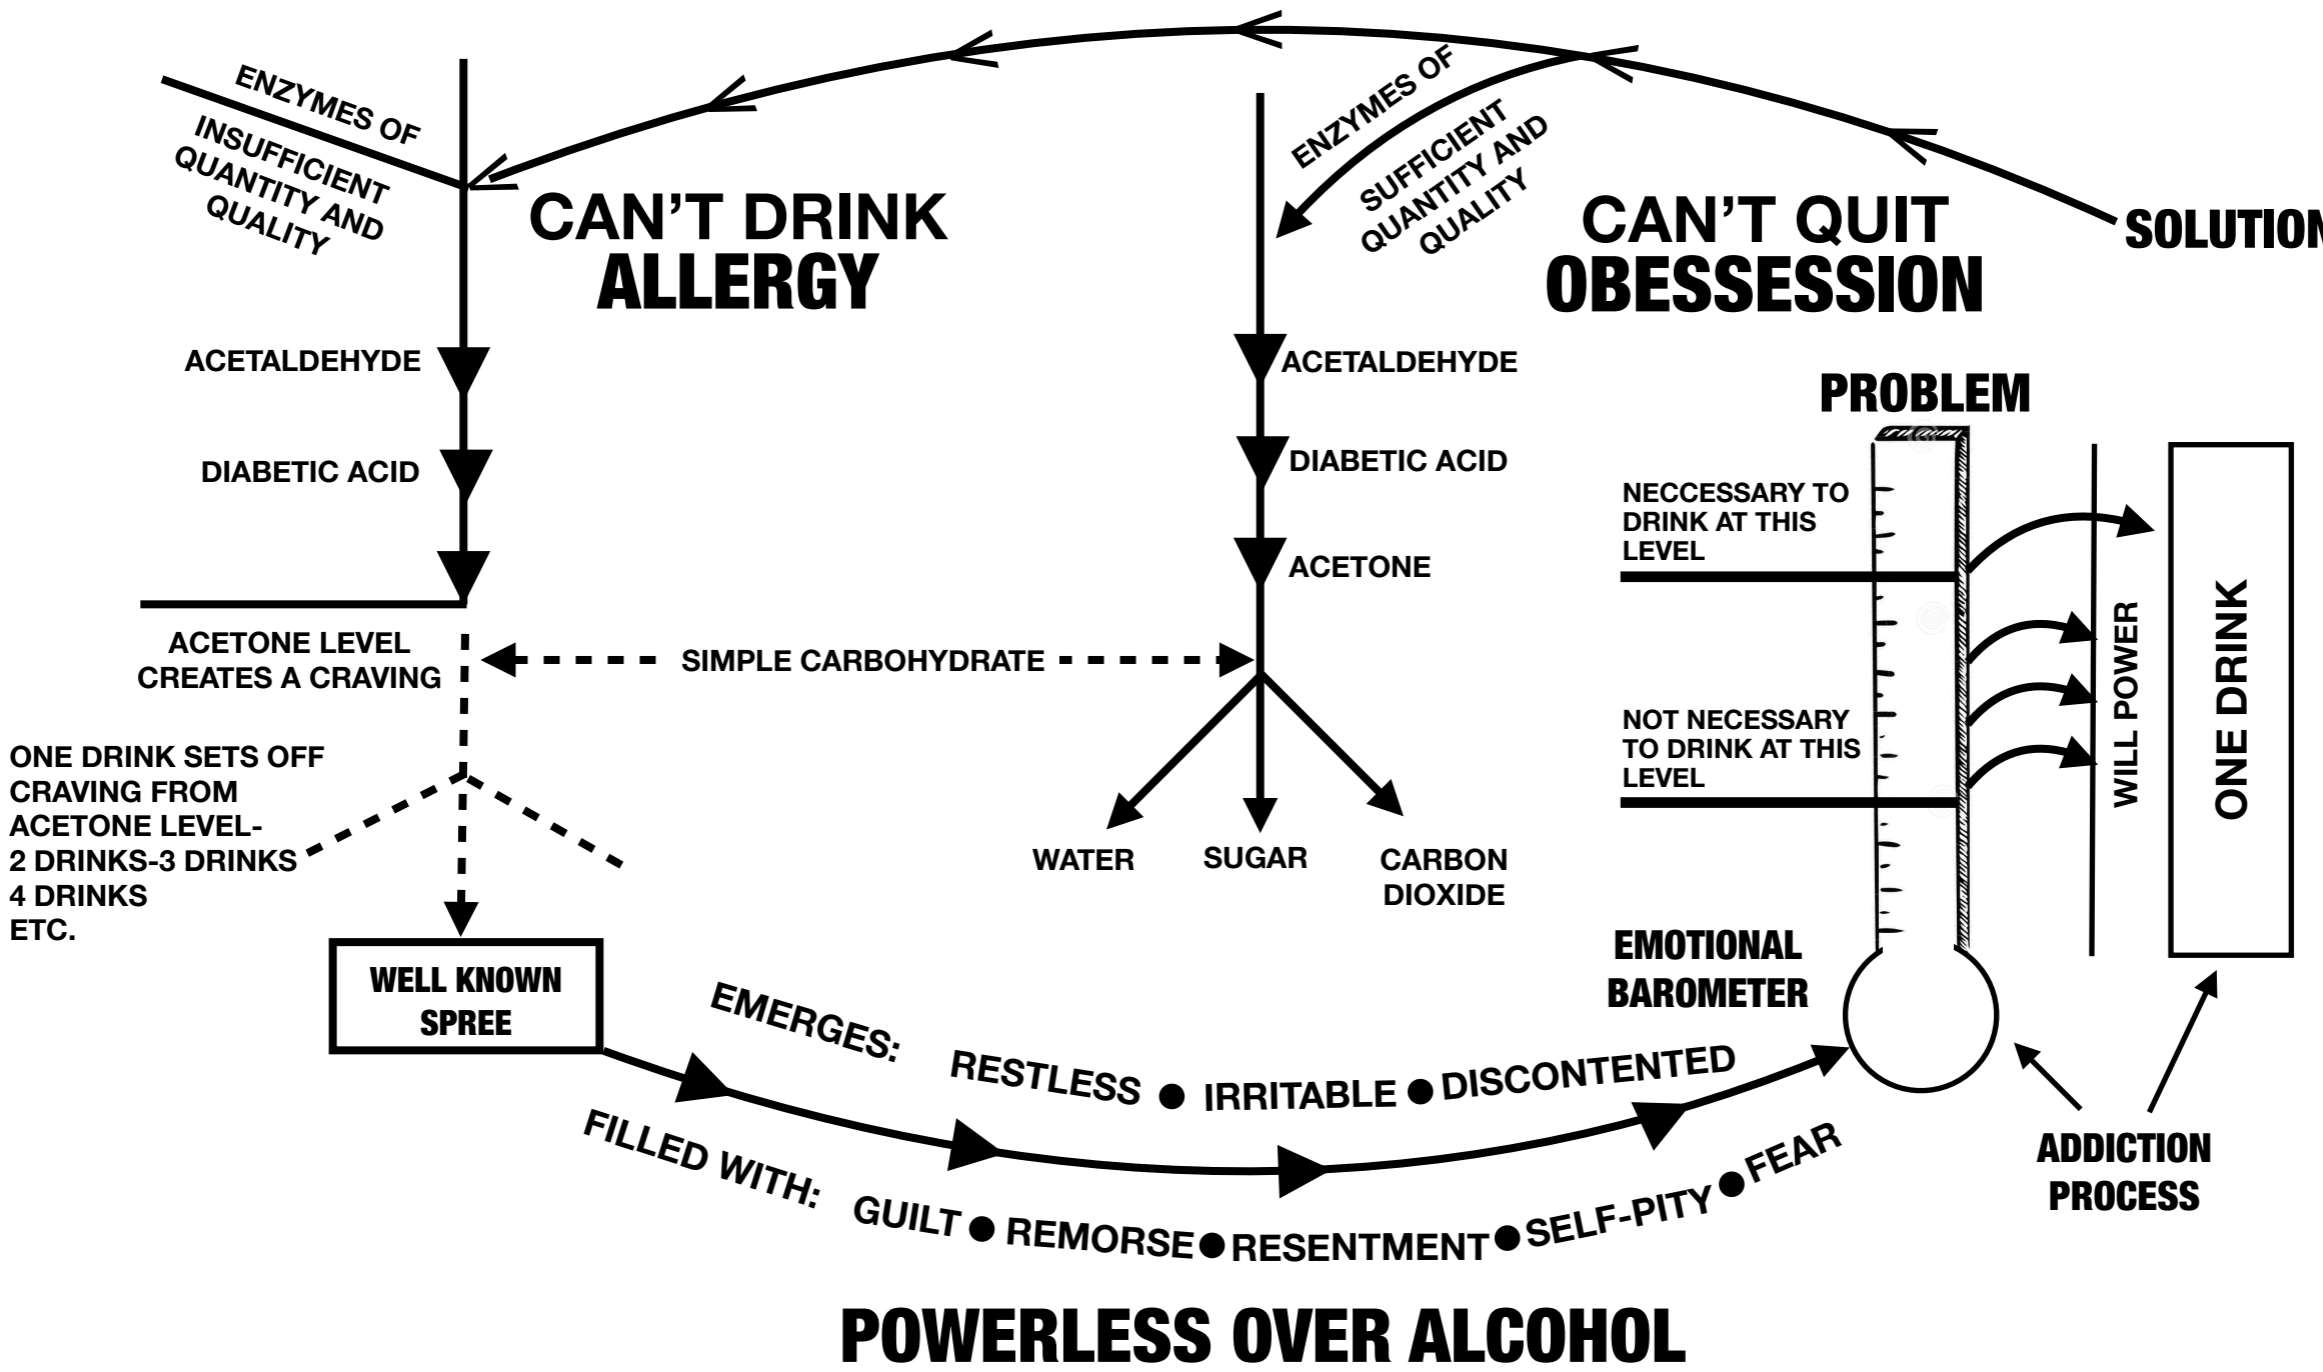 ENZYMES OF
INSUFFICIENT
QUANTITY AND
QUALITY
CAN'T DRINK
ALLERGY
ENZYMES OF
SUFFICIENT
QUANTITY AND
QUALITY
CAN'T QUIT
OBESSESSION
SOLUTION
ACETALDEHYDE
DIABETIC ACID
ACETONE LEVEL
CREATES A CRAVING
SIMPLE CARBOHYDRATE
ACETALDEHYDE
DIABETIC ACID
ACETONE
WATER
SUGAR
CARBON
DIOXIDE
ONE DRINK SETS OFF
CRAVING FROM
ACETONE LEVEL-
2 DRINKS-3 DRINKS
4 DRINKS
ETC.
WELL KNOWN
SPREE
PROBLEM
NECCESSARY TO
DRINK AT THIS
LEVEL
NOT NECESSARY
TO DRINK AT THIS
LEVEL
WILL POWER
ONE DRINK
EMOTIONAL
BAROMETER
EMERGES: RESTLESS ● IRRITABLE ● DISCONTENTED
FILLED WITH: GUILT ● REMORSE ● RESENTMENT ● SELF-PITY ● FEAR
ADDICTION
PROCESS
POWERLESS OVER ALCOHOL